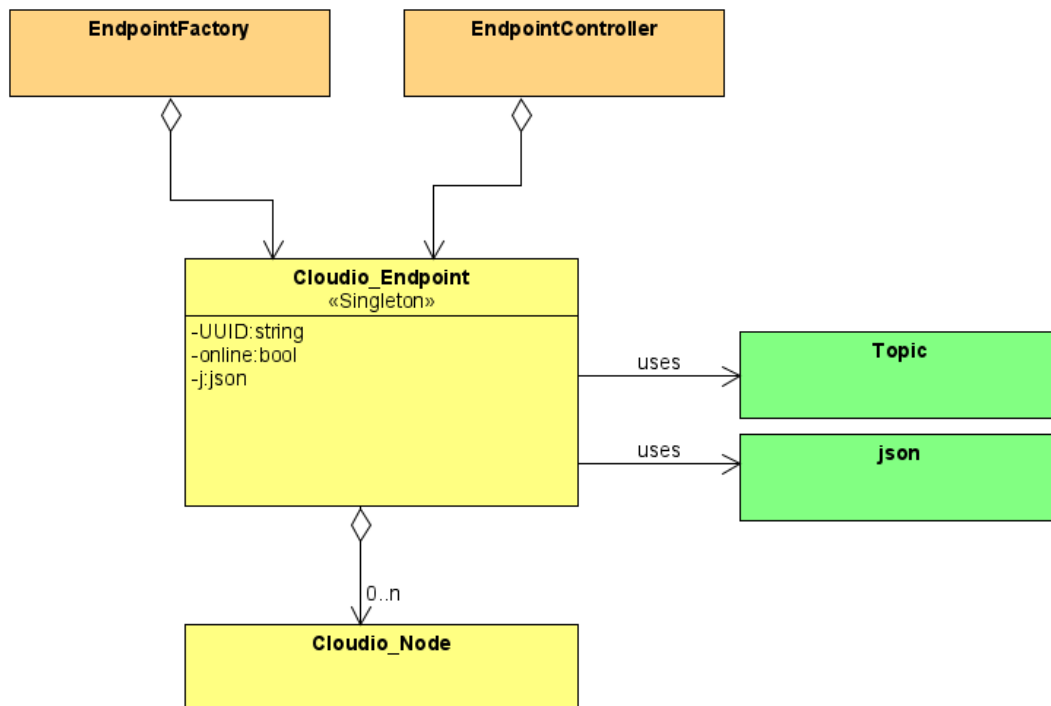 EndpointFactory
EndpointController
Cloudio_Endpoint
«Singleton»
-UUID:string
-online:bool
-j:json
uses
Topic
uses
json
0..n
Cloudio_Node